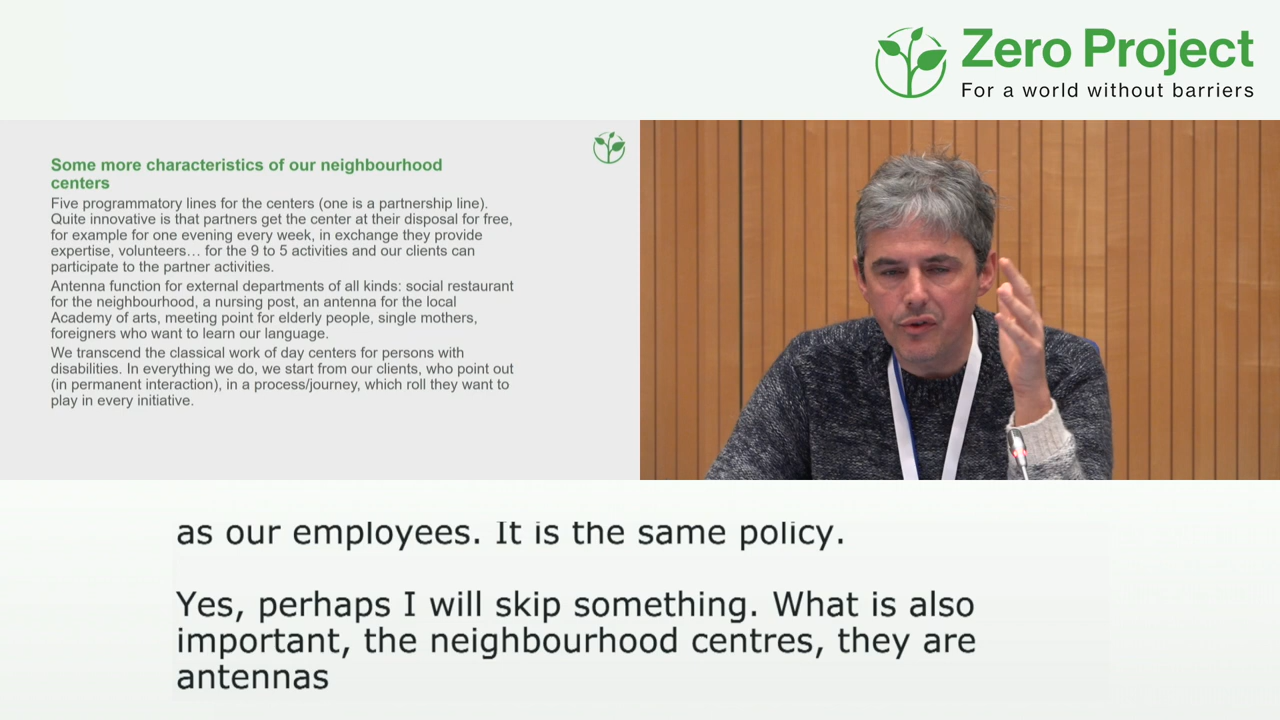 Zero Project
For a world without barriers
Some more characteristics of our neighbourhood
centers
Five programmatory lines for the centers (one is a partnership line).
Quite innovative is that partners get the center at their disposal for free,
for example for one evening every week, in exchange they provide
expertise, volunteers… for the 9 to 5 activities and our clients can
participate to the partner activities.
Antenna function for external departments of all kinds: social restaurant
for the neighbourhood, a nursing post, an antenna for the local
Academy of arts, meeting point for elderly people, single mothers,
foreigners who want to learn our language.
We transcend the classical work of day centers for persons with
disabilities. In everything we do, we start from our clients, who point out
(in permanent interaction), in a process/journey, which roll they want to
play in every initiative.
as our employees. It is the same policy.
Yes, perhaps I will skip something. What is also
important, the neighbourhood centres, they are
antennas